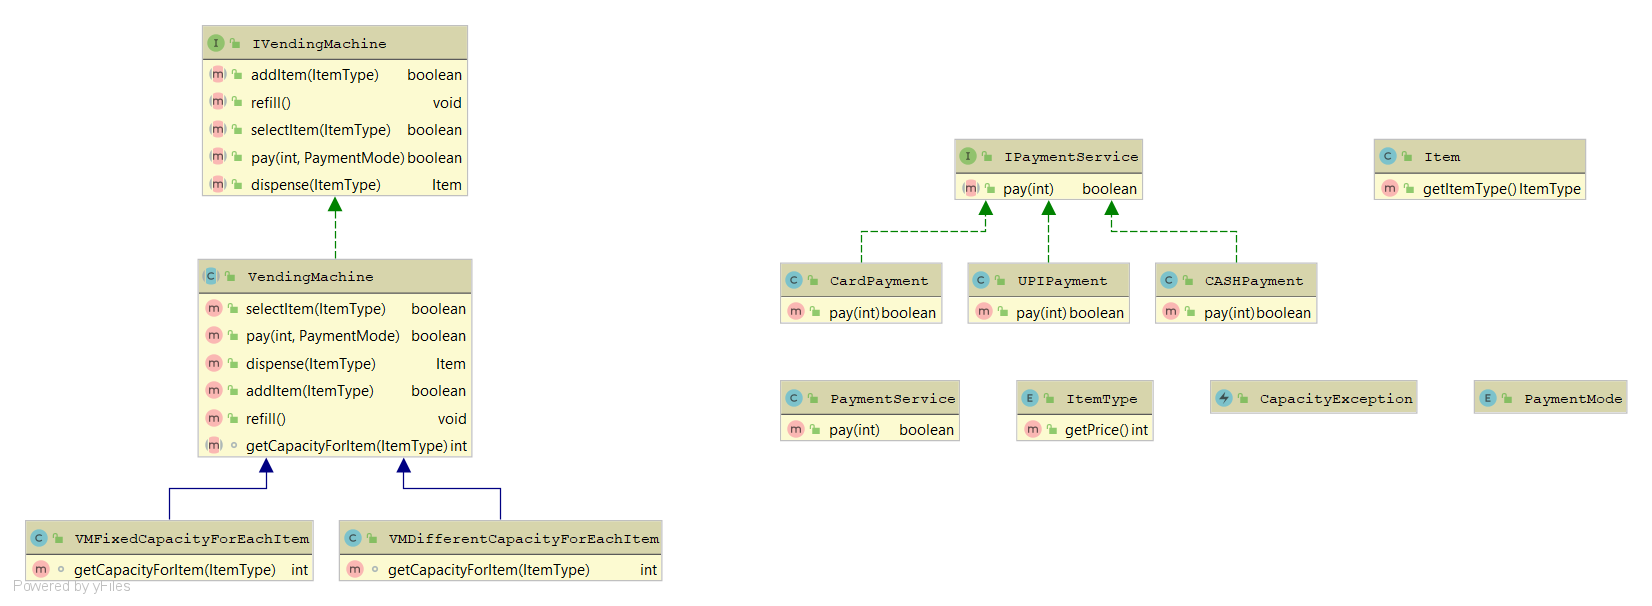 IVendingMachine
addItem(ItemType) boolean
refill() void
selectItem(ItemType) boolean
pay(int, PaymentMode) boolean
dispense(ItemType) Item
VendingMachine
selectItem(ItemType) boolean
pay(int, PaymentMode) boolean
dispense(ItemType) Item
addItem(ItemType) boolean
refill() void
getCapacityForItem(ItemType) int
VMFixedCapacityForEachItem
getCapacityForItem(ItemType) int
VMDifferentCapacityForEachItem
getCapacityForItem(ItemType) int
IPaymentService
pay(int) boolean
Item
getItemType() ItemType
CardPayment
pay(int) boolean
UPIPayment
pay(int) boolean
CASHPayment
pay(int) boolean
PaymentService
pay(int) boolean
ItemType
getPrice() int
CapacityException
PaymentMode
Powered by yFiles